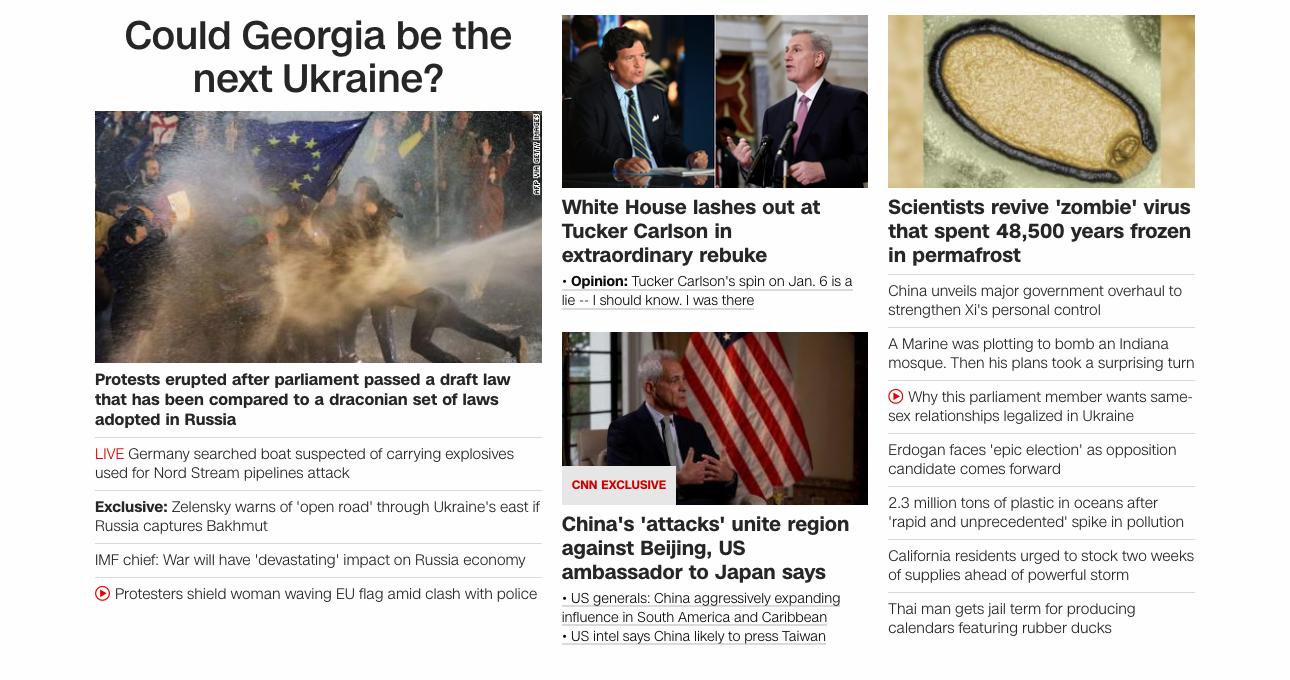 Could Georgia be the
next Ukraine?
AFP VIA GETTY IMAGES
Protests erupted after parliament passed a draft law
that has been compared to a draconian set of laws
adopted in Russia
LIVE Germany searched boat suspected of carrying explosives
used for Nord Stream pipelines attack
Exclusive: Zelensky warns of 'open road' through Ukraine's east if
Russia captures Bakhmut
IMF chief: War will have 'devastating' impact on Russia economy
Protesters shield woman waving EU flag amid clash with police
White House lashes out at
Tucker Carlson in
extraordinary rebuke
• Opinion: Tucker Carlson's spin on Jan. 6 is a
lie -- I should know. I was there
CNN EXCLUSIVE
China's 'attacks' unite region
against Beijing, US
ambassador to Japan says
• US generals: China aggressively expanding
influence in South America and Caribbean
• US intel says China likely to press Taiwan
Scientists revive 'zombie' virus
that spent 48,500 years frozen
in permafrost
China unveils major government overhaul to
strengthen Xi's personal control
A Marine was plotting to bomb an Indiana
mosque. Then his plans took a surprising turn
Why this parliament member wants same-
sex relationships legalized in Ukraine
Erdogan faces 'epic election' as opposition
candidate comes forward
2.3 million tons of plastic in oceans after
'rapid and unprecedented' spike in pollution
California residents urged to stock two weeks
of supplies ahead of powerful storm
Thai man gets jail term for producing
calendars featuring rubber ducks